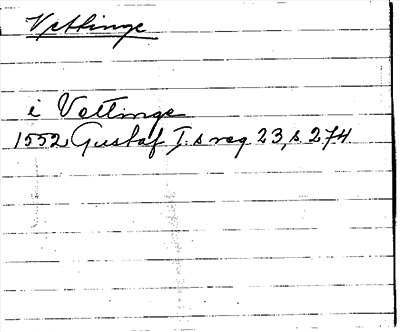 Vettinge
i Vettinge
1552 Gustaf I:s reg 23, s 274